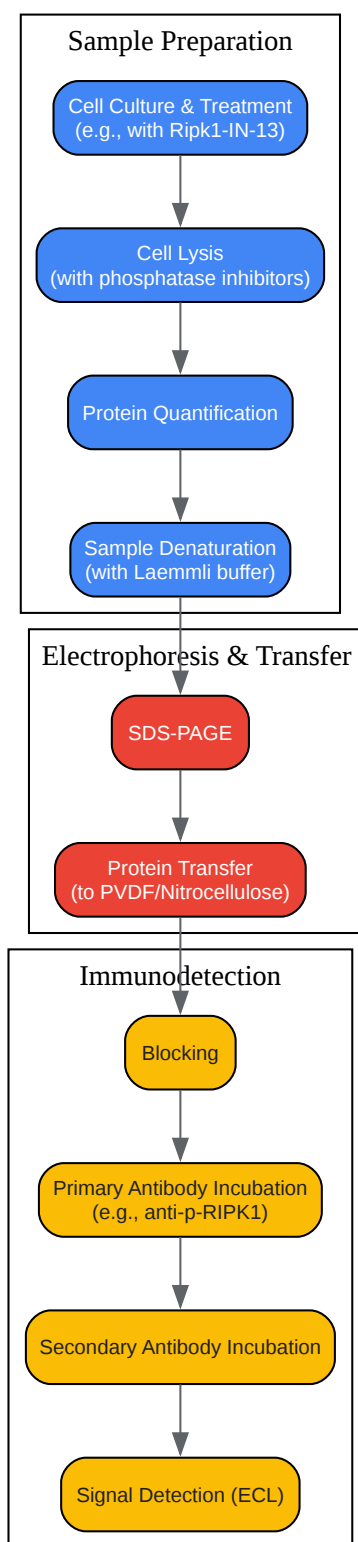 Sample Preparation
Cell Culture & Treatment
(e.g., with Ripk1-IN-13)
Cell Lysis
(with phosphatase inhibitors)
Protein Quantification
Sample Denaturation
(with Laemmli buffer)
Electrophoresis & Transfer
SDS-PAGE
Protein Transfer
(to PVDF/Nitrocellulose)
Immunodetection
Blocking
Primary Antibody Incubation
(e.g., anti-p-RIPK1)
Secondary Antibody Incubation
Signal Detection (ECL)